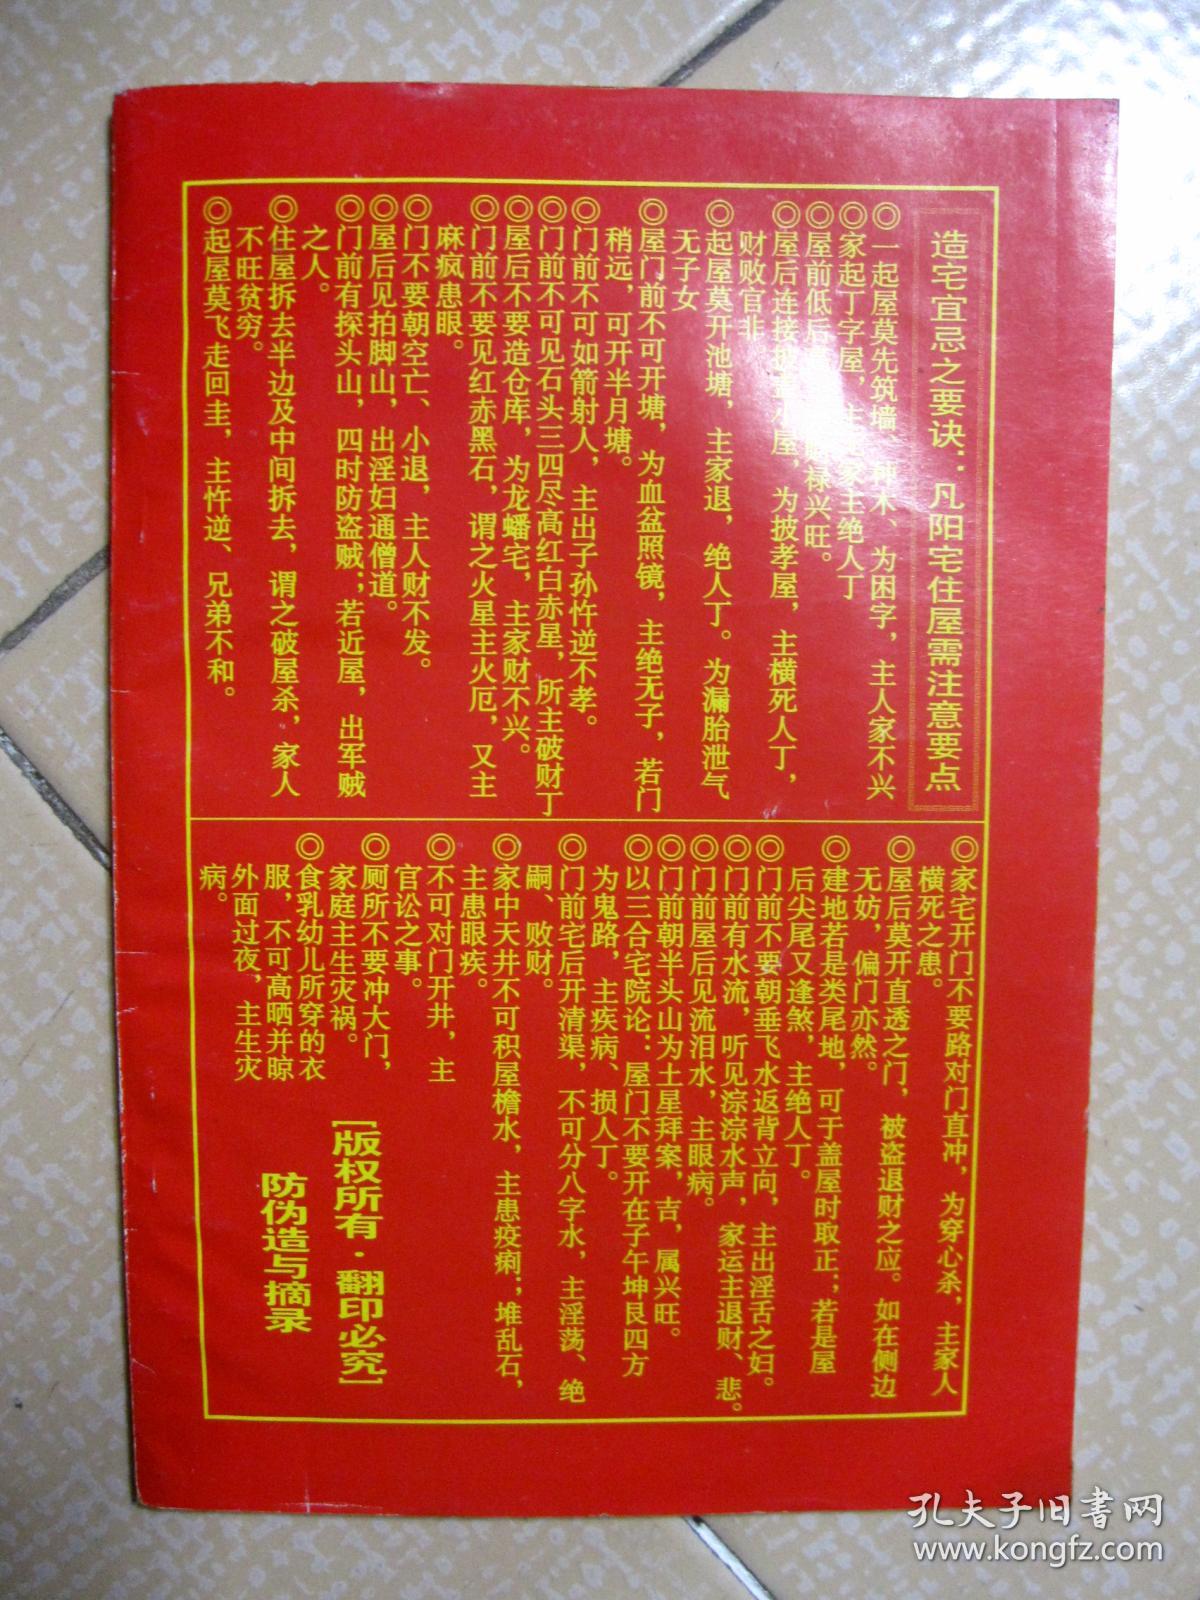 造宅宜忌之要诀：凡阳宅住屋需注意要点
◎一起屋莫先筑墙、种木、为困字，主人家不兴
◎家起丁字屋，主家主绝人丁
◎屋前低后 禄兴旺。
◎屋后连接披盖小屋，为披孝屋，主横死人丁，
财败官非
◎起屋莫开池塘，主家退，绝人丁。为漏胎泄气
无子女
◎屋门前不可开塘，为血盆照镜，主绝无子，若门
稍远，可开半月塘。
◎门前不可如箭射人，主出子孙忤逆不孝。
◎门前不可见石头三四尽高红白赤星，所主破财丁
◎屋后不要造仓库，为龙蟠宅，主家财不兴。
◎门前不要见红赤黑石，谓之火星主火厄，又主
麻疯患眼。
◎门不要朝空亡、小退，主人财不发。
◎屋后见拍脚山，出淫妇通僧道。
◎门前有探头山，四时防盗贼；若近屋，出军贼
之人。
◎住屋拆去半边及中间拆去，谓之破屋杀，家人
不旺贫穷。
◎起屋莫飞走回圭，主忤逆、兄弟不和。
◎家宅开门不要路对门直冲，为穿心杀，主家人
横死之患。
◎屋后莫开直透之门，被盗退财之应。如在侧边
无妨，偏门亦然。
◎建地若是类尾地，可于盖屋时取正；若是屋
后尖尾又逢煞，主绝人丁。
◎门前不要朝垂飞水返背立向，主出淫舌之妇。
◎门前有水流，听见淙淙水声，家运主退财、悲。
◎门前屋后见流泪水，主眼病。
◎门前朝半头山为土星拜案，吉，属兴旺。
◎以三合宅院论：屋门不要开在子午坤艮四方
为鬼路，主疾病、损人丁。
◎门前宅后开清渠，不可分八字水，主淫荡、绝
嗣、败财。
◎家中天井不可积屋檐水，主患疫痢；堆乱石，
主患眼疾。
◎不可对门开井，主
官讼之事。
◎厕所不要冲大门，
家庭主生灾祸。
◎食乳幼儿所穿的衣
服，不可高晒并晾
外面过夜，主生灾
病。
[版权所有·翻印必究]
防伪造与摘录
孔夫子旧书网
www.kongfz.com